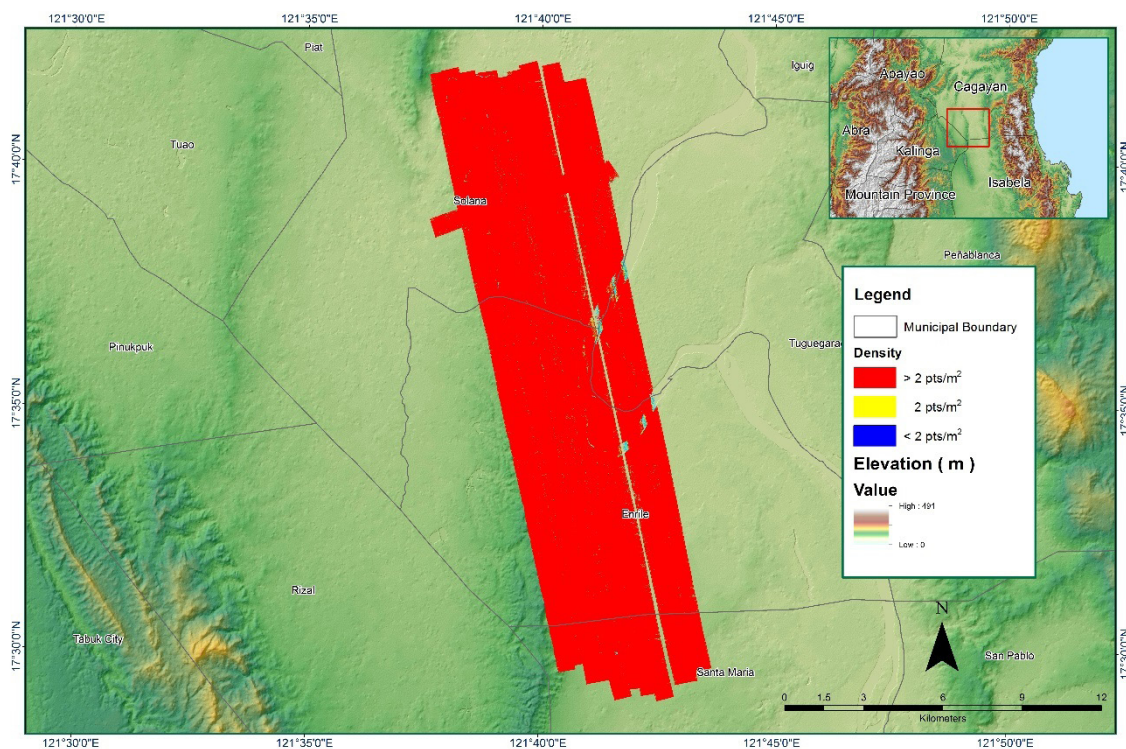 121°30'0"E
121°35'0"E
121°40'0"E
121°45'0"E
121°50'0"E
Piat
Iguig
Apayao
Cagayan
Abra
Kalinga
Isabela
Mountain Province
Tuao
17°40'0"N
17°40'0"N
Solana
Peñablanca
Legend
Municipal Boundary
Density
> 2 pts/m²
2 pts/m²
< 2 pts/m²
Elevation ( m )
Value
High : 491
Low : 0
Pinukpuk
Tuguegarao
17°35'0"N
17°35'0"N
Enrile
Rizal
N
Tabuk City
17°30'0"N
17°30'0"N
San Pablo
Santa Maria
0 1.5 3 6 9 12
Kilometers
121°30'0"E
121°35'0"E
121°40'0"E
121°45'0"E
121°50'0"E